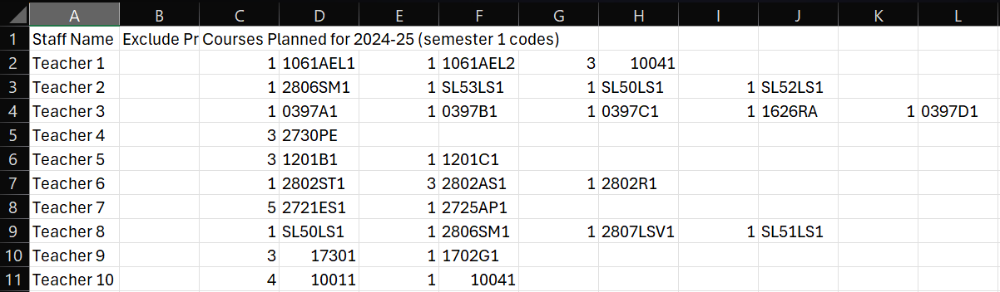 A B C D E F G H I J K L
1 Staff Name Exclude Pr Courses Planned for 2024-25 (semester 1 codes)
2 Teacher 1 1 1061AEL1 1 1061AEL2 3 10041
3 Teacher 2 1 2806SM1 1 SL53LS1 1 SL50LS1 1 SL52LS1
4 Teacher 3 1 0397A1 1 0397B1 1 0397C1 1 1626RA 1 0397D1
5 Teacher 4 3 2730PE
6 Teacher 5 3 1201B1 1 1201C1
7 Teacher 6 1 2802ST1 3 2802AS1 1 2802R1
8 Teacher 7 5 2721ES1 1 2725AP1
9 Teacher 8 1 SL50LS1 1 2806SM1 1 2807LSV1 1 SL51LS1
10 Teacher 9 3 17301 1 1702G1
11 Teacher 10 4 10011 1 10041